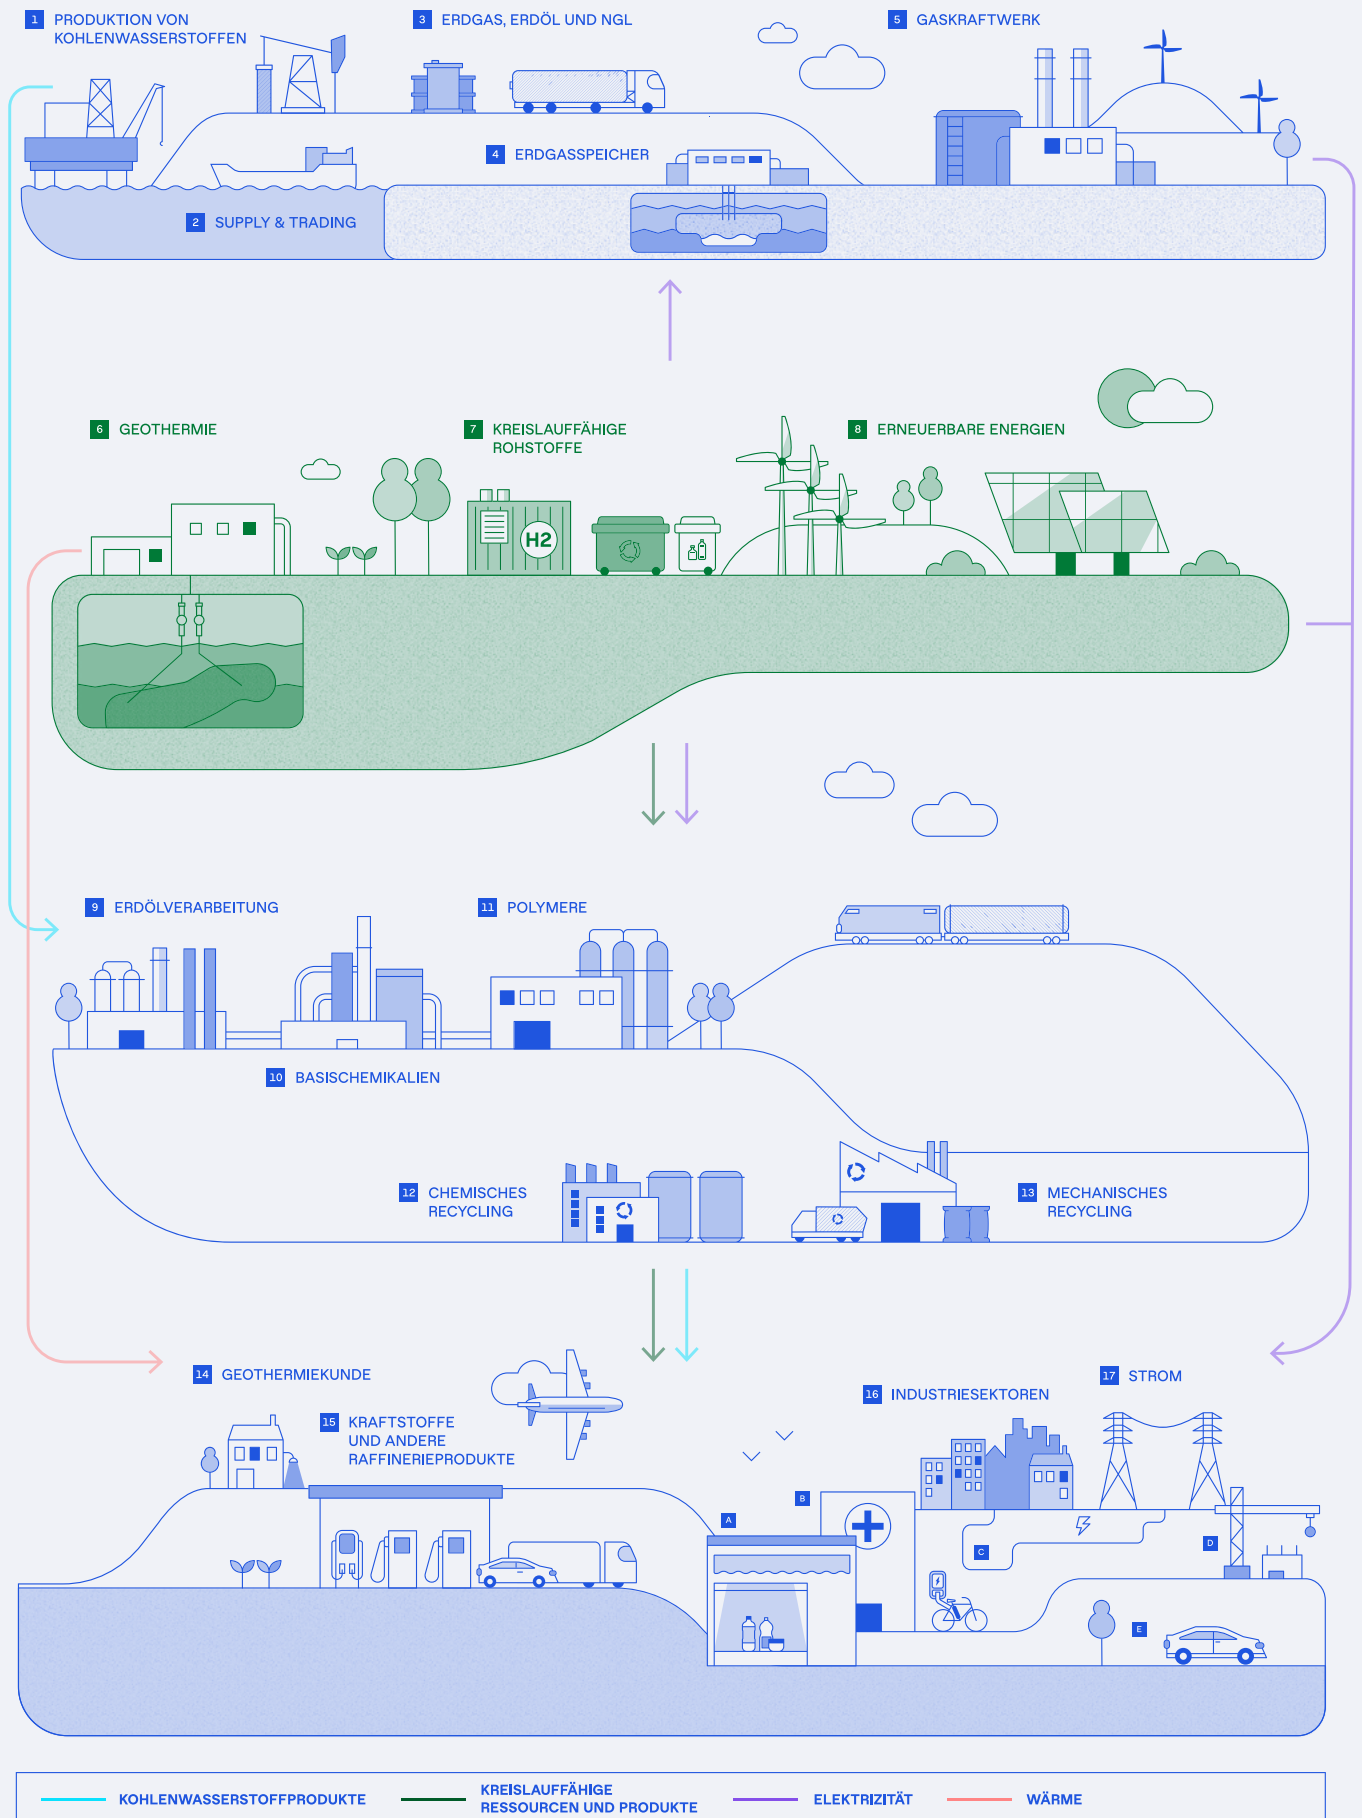 1 PRODUKTION VON
KOHLENWASSERSTOFFEN
3 ERDGAS, ERDÖL UND NGL
5 GASKRAFTWERK
4 ERDGASSPEICHER
2 SUPPLY & TRADING
6 GEOTHERMIE
7 KREISLAUFFÄHIGE
ROHSTOFFE
8 ERNEUERBARE ENERGIEN
H2
9 ERDÖLVERARBEITUNG
11 POLYMERE
10 BASISCHEMIKALIEN
12 CHEMISCHES
RECYCLING
13 MECHANISCHES
RECYCLING
14 GEOTHERMIEKUNDE
15 KRAFTSTOFFE
UND ANDERE
RAFFINERIEPRODUKTE
16 INDUSTRIESEKTOREN
17 STROM
B
A
C
D
E
KOHLENWASSERSTOFFPRODUKTE
KREISLAUFFÄHIGE
RESSOURCEN UND PRODUKTE
ELEKTRIZITÄT
WÄRME